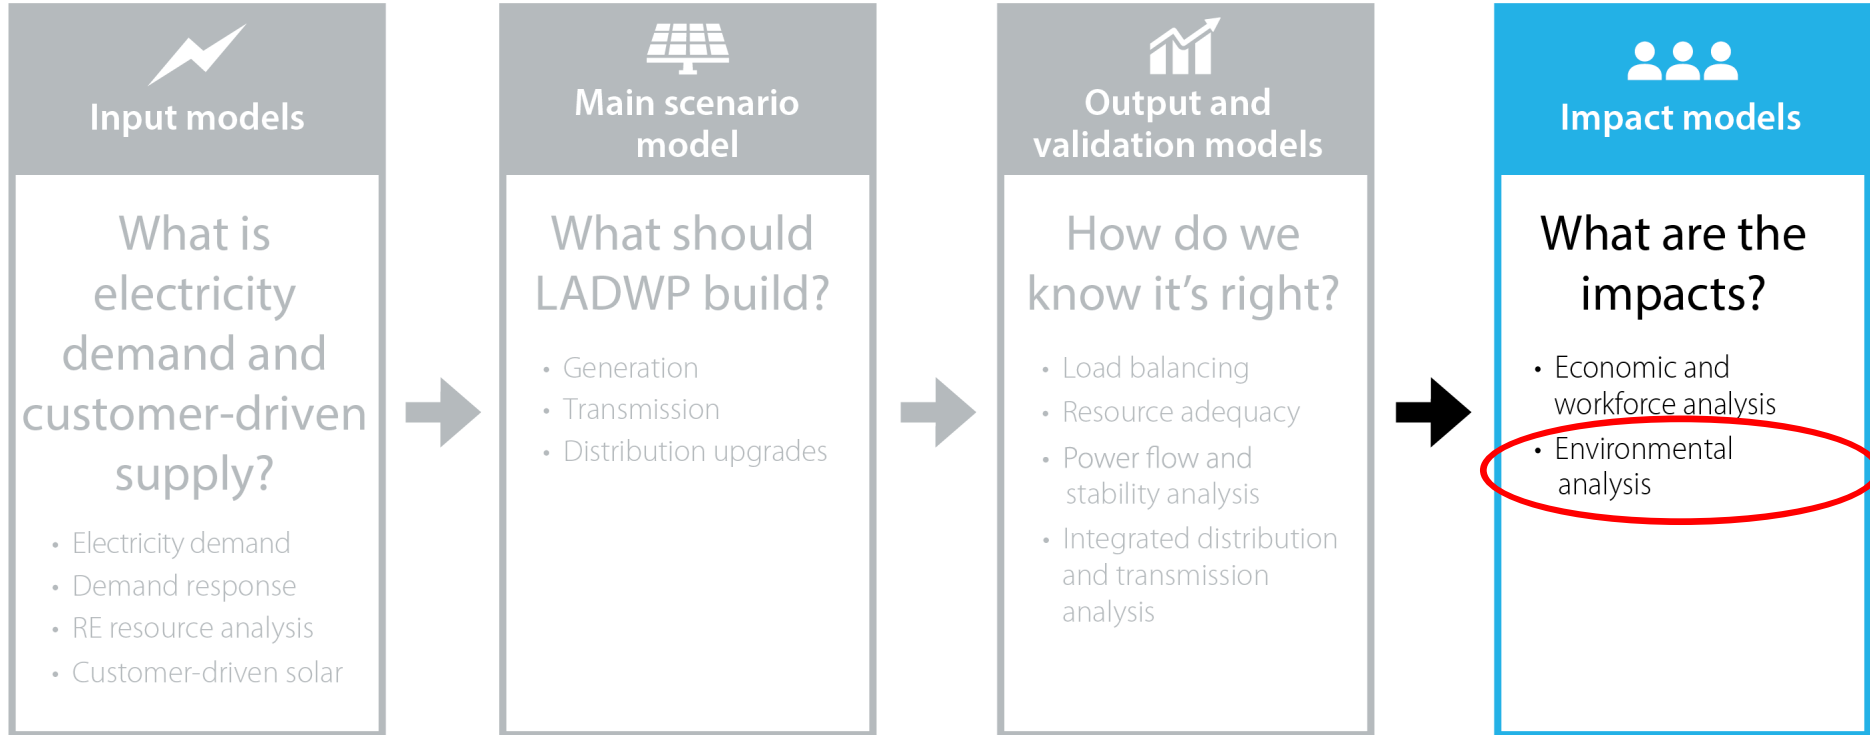 Input models
What is
electricity
demand and
customer-driven
supply?
• Electricity demand
• Demand response
• RE resource analysis
• Customer-driven solar
Main scenario
model
What should
LADWP build?
• Generation
• Transmission
• Distribution upgrades
Output and
validation models
How do we
know it’s right?
• Load balancing
• Resource adequacy
• Power flow and
stability analysis
• Integrated distribution
and transmission
analysis
Impact models
What are the
impacts?
• Economic and
workforce analysis
• Environmental
analysis